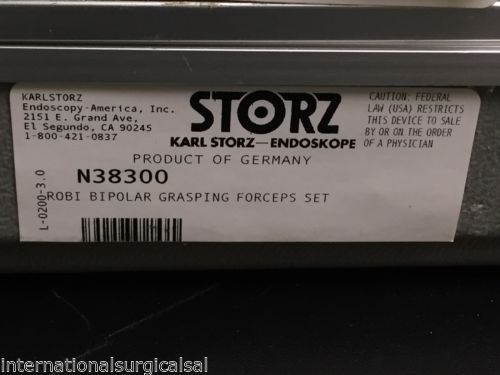 KARLSTORZ
Endoscopy-America, Inc.
2151 E. Grand Ave,
El Segundo, CA 90245
1-800-421-0837
STORZ
KARL STORZ—ENDOSKOPE
CAUTION: FEDERAL
LAW (USA) RESTRICTS
THIS DEVICE TO SALE
BY OR ON THE ORDER
OF A PHYSICIAN
PRODUCT OF GERMANY
N38300
ROBI BIPOLAR GRASPING FORCEPS SET
L-0200-3.0
internationalsurgicalsal